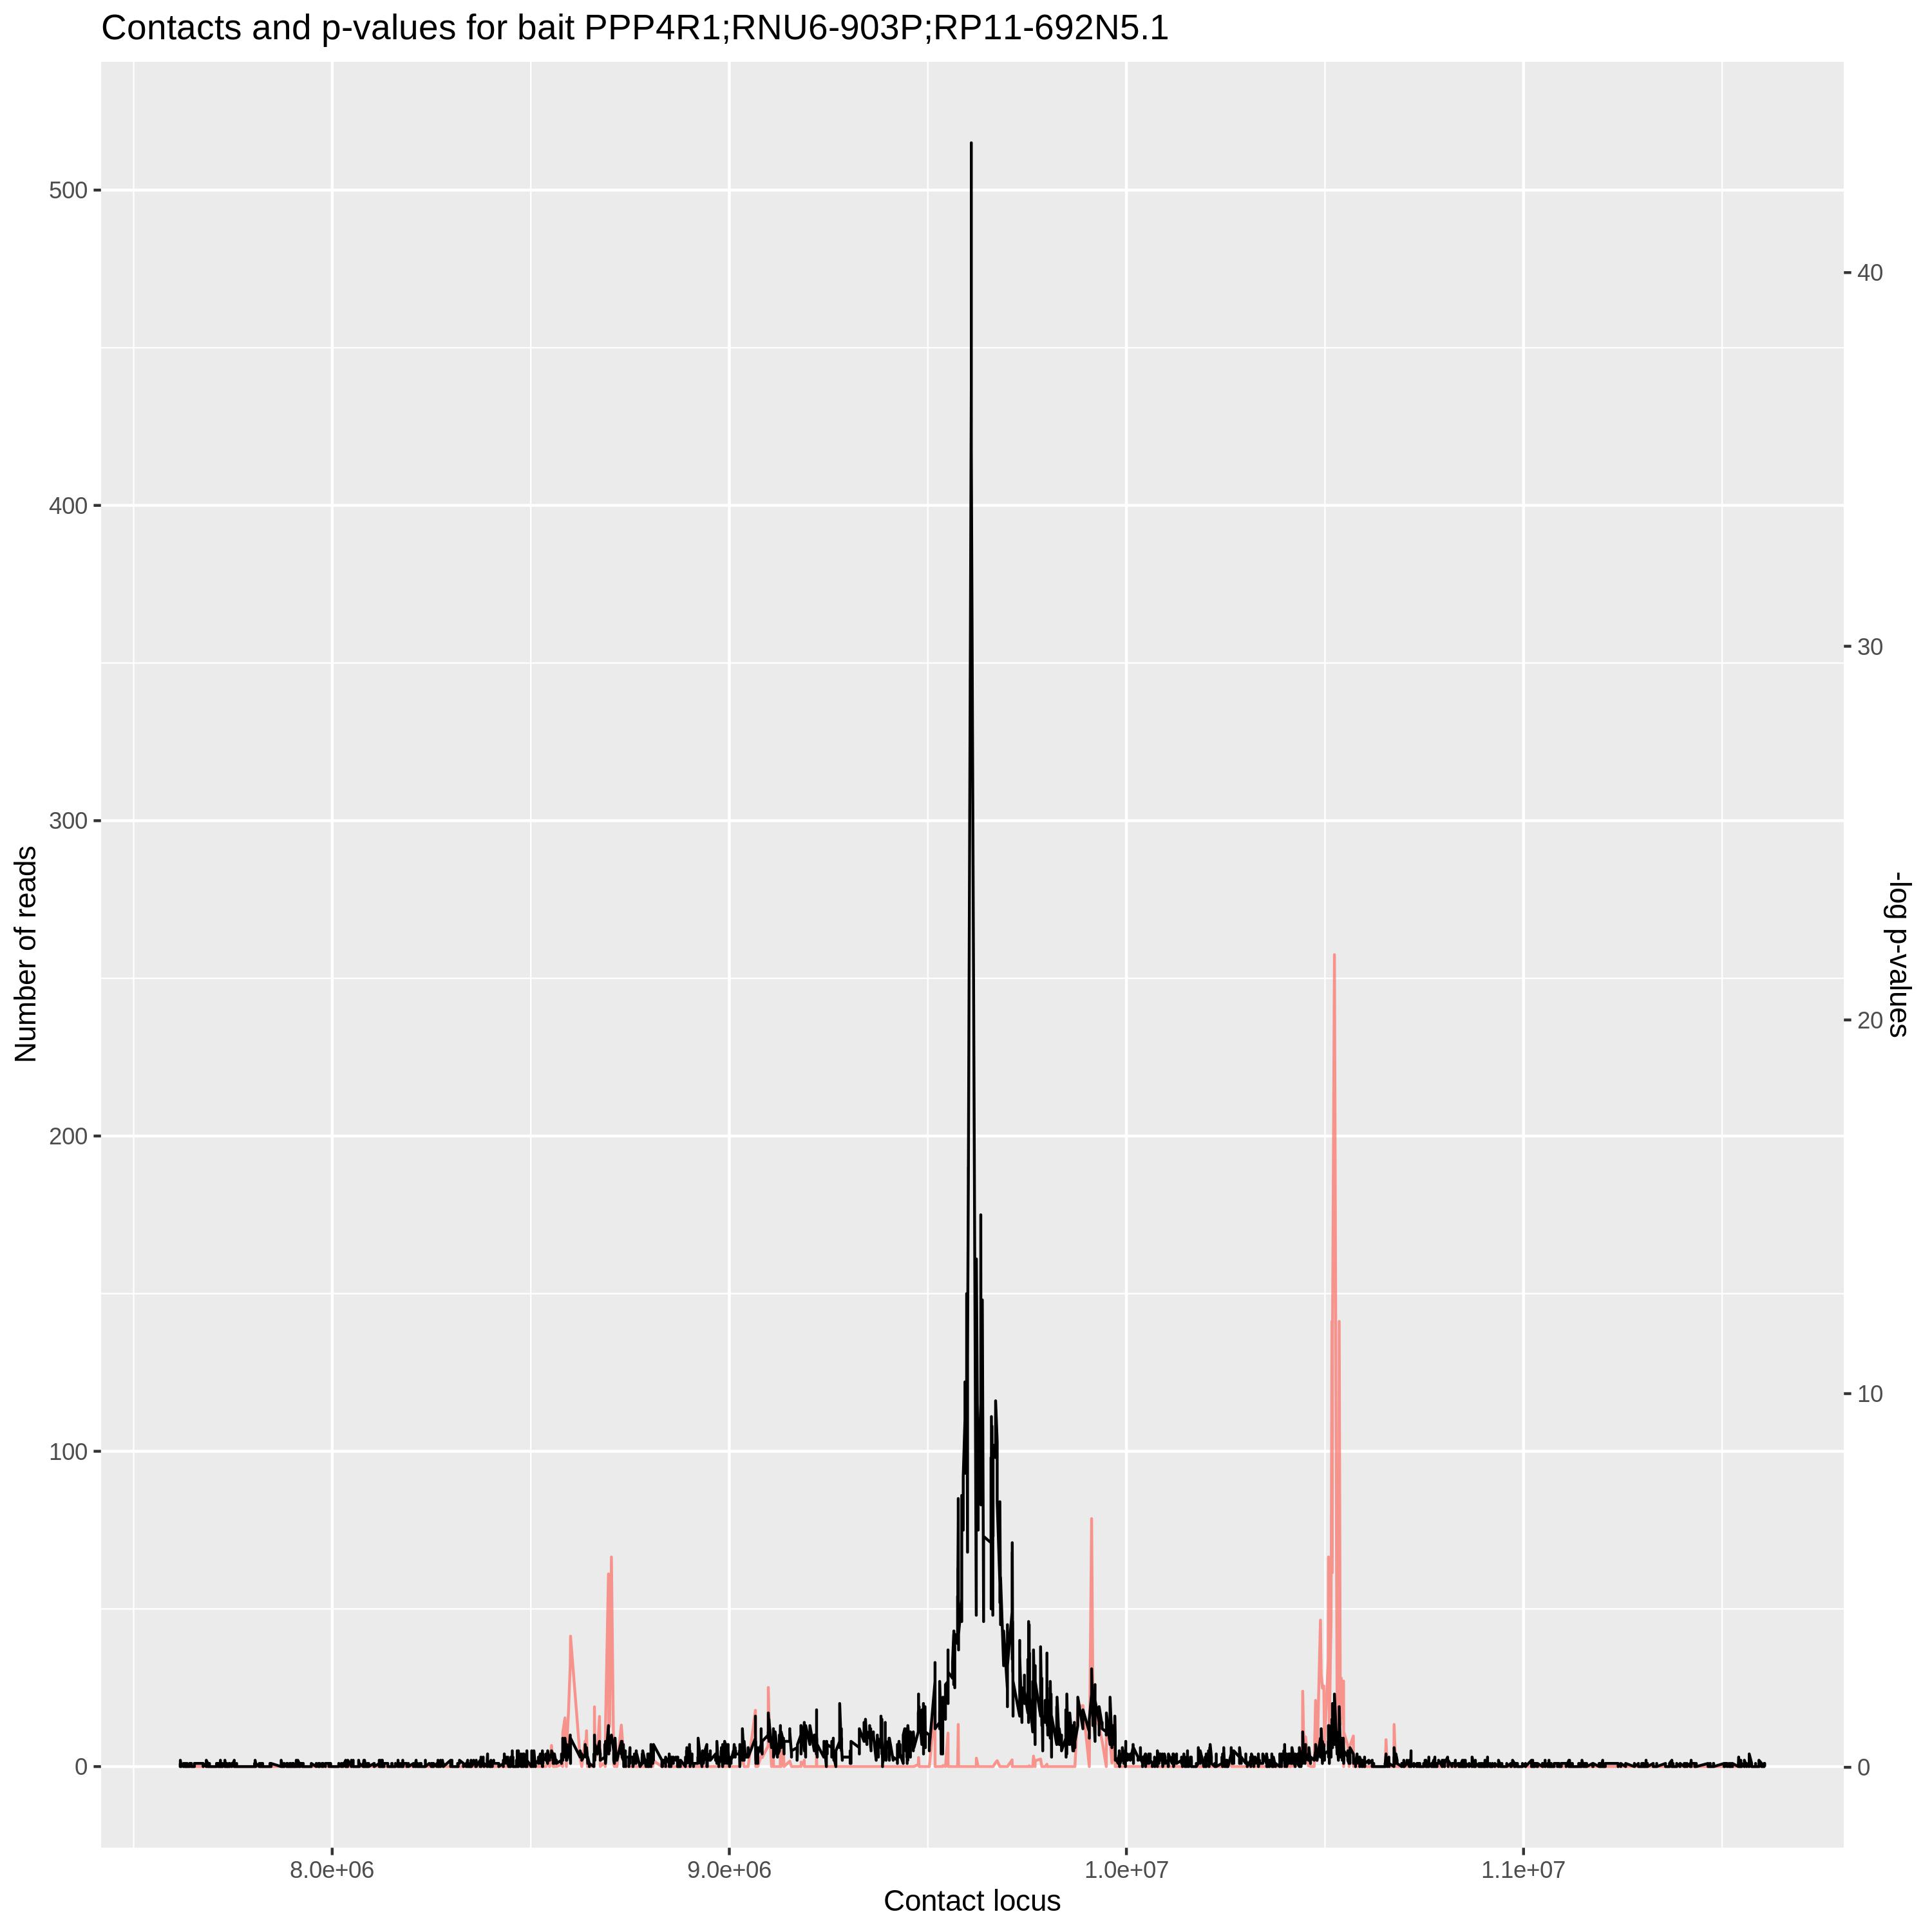 Contacts and p-values for bait PPP4R1;RNU6-903P;RP11-692N5.1
500
400
300
200
100
0
Number of reads
40
30
20
10
0
-log p-values
8.0e+06
9.0e+06
1.0e+07
1.1e+07
Contact locus